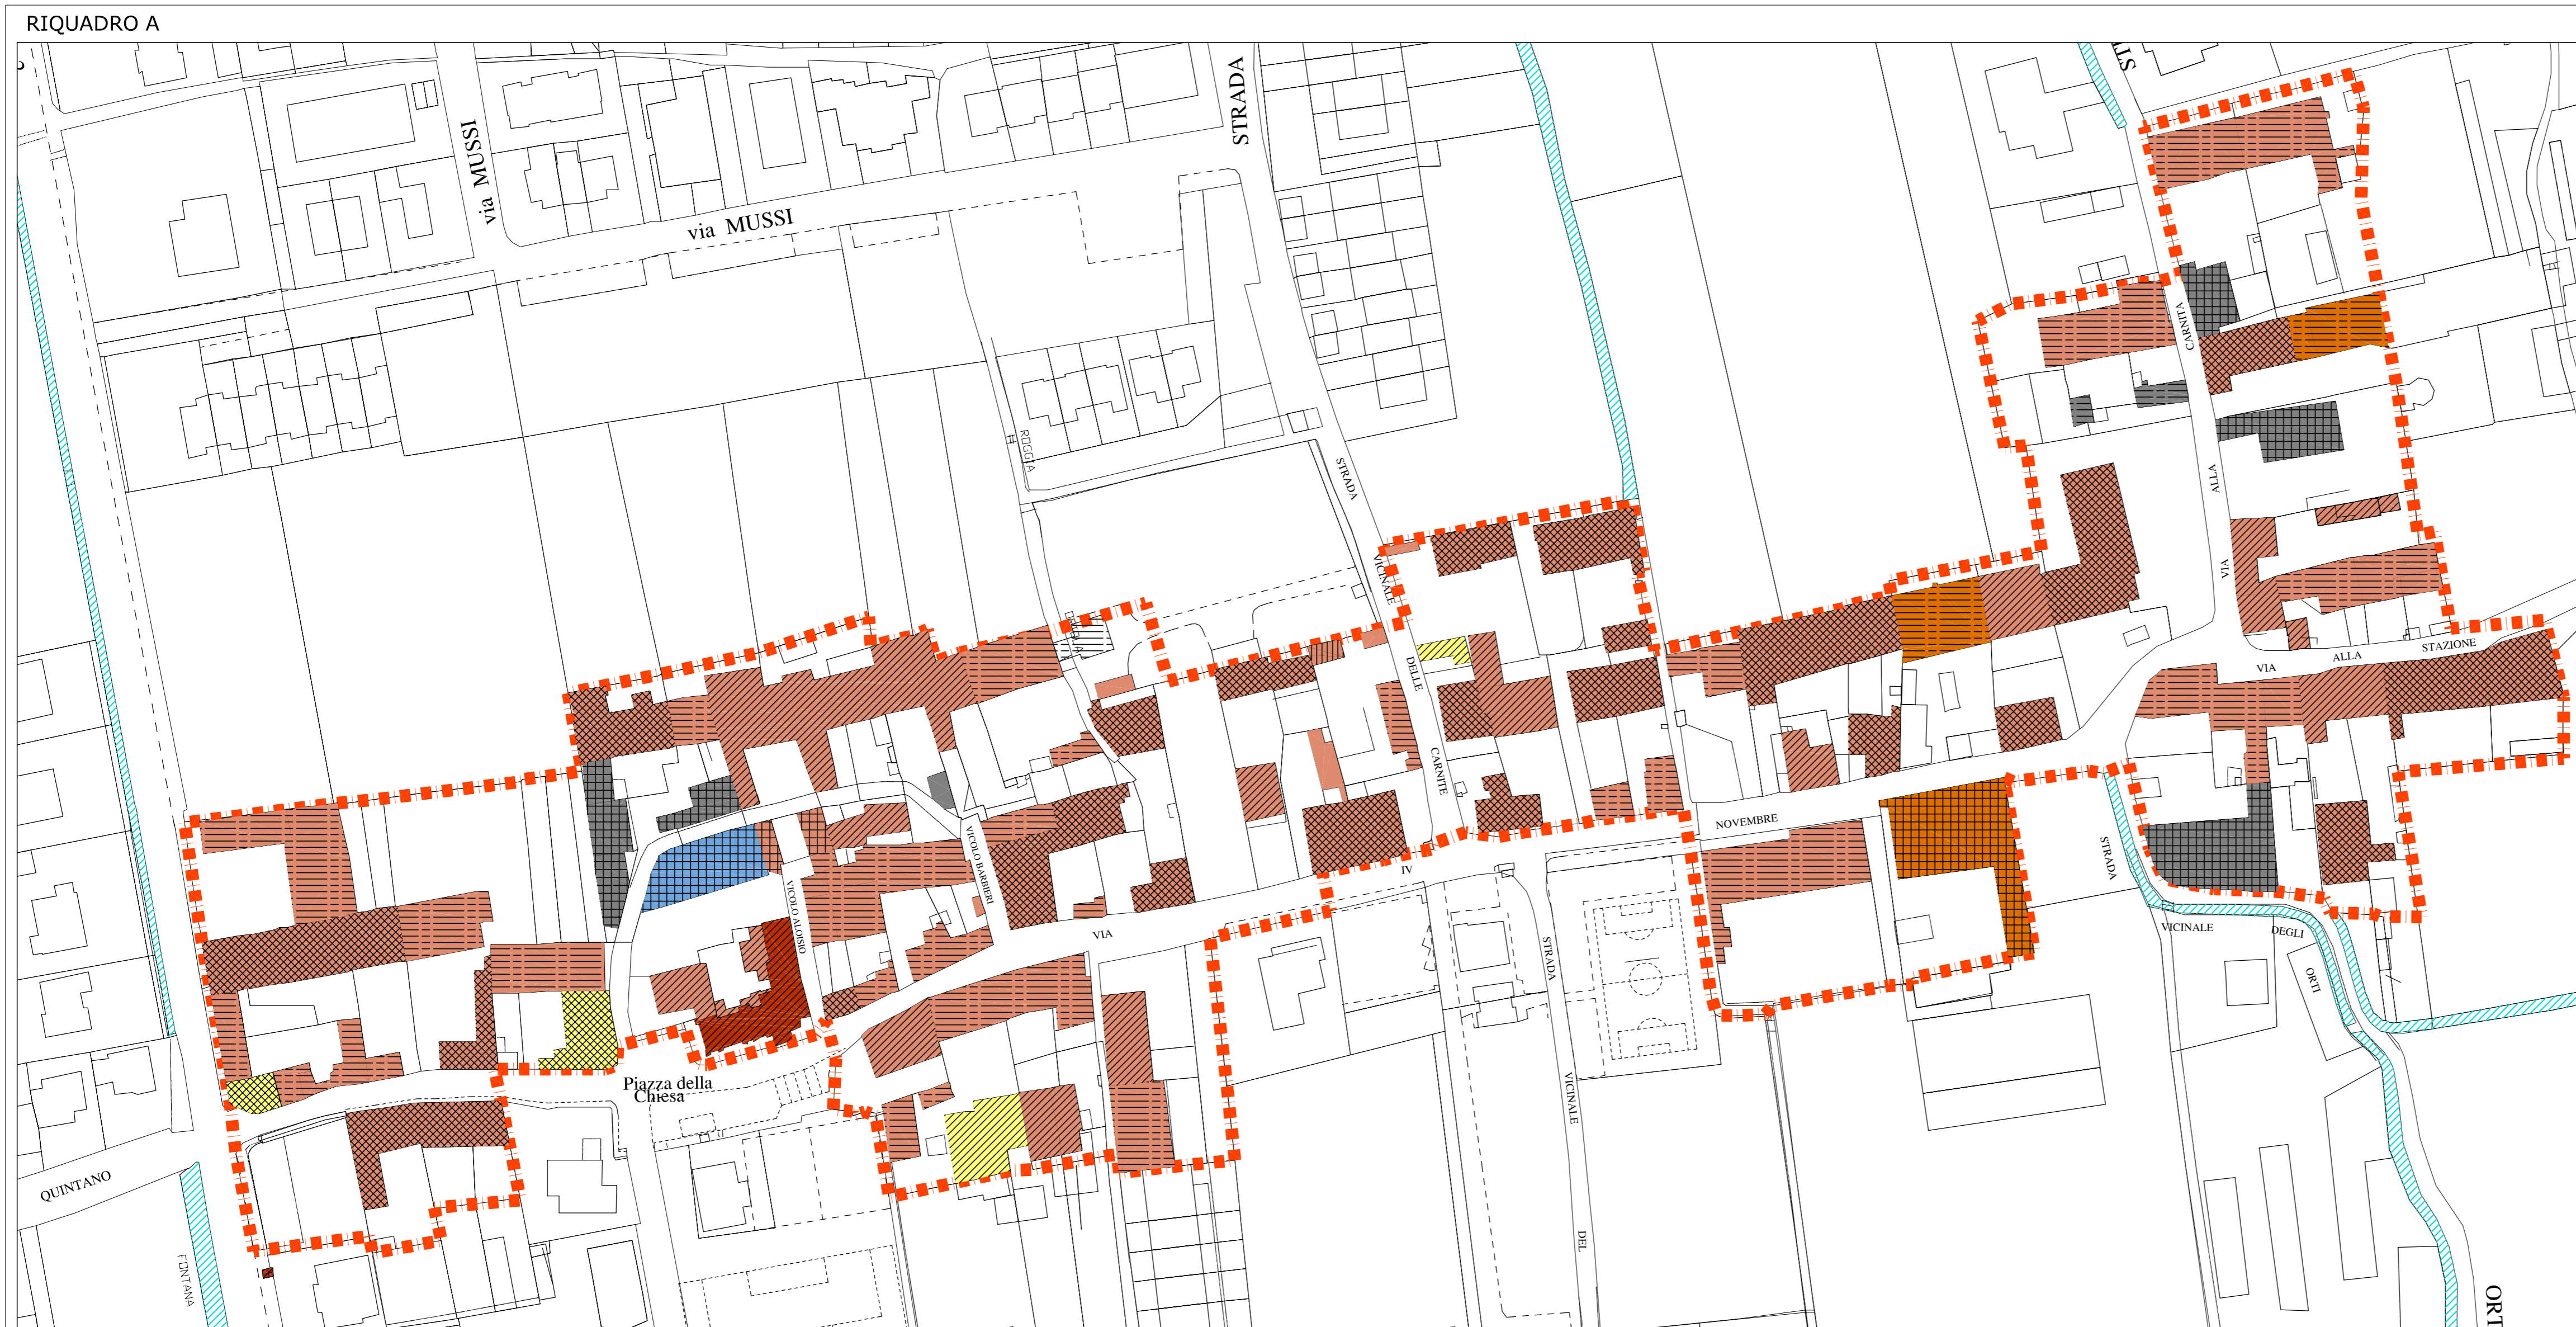 RIQUADRO A
via MUSSI
via MUSSI
STRADA
ROGGIA
STRADA
VICINALE
DELLE
CARNITE
CARNITA
ALLA
VIA
VIA ALLA STAZIONE
VICOLO BARBIERI
VICOLO ALOISIO
VIA
IV
NOVEMBRE
STRADA
VICINALE
DEL
STRADA
VICINALE
DEGLI
ORTI
Piazza della
Chiesa
QUINTANO
FONTANA
ORT